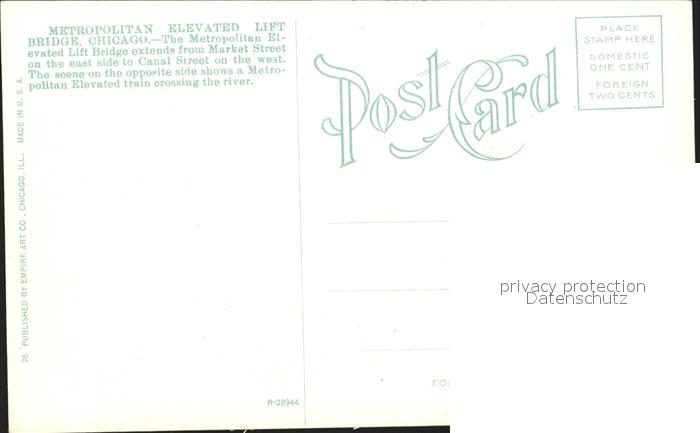 METROPOLITAN ELEVATED LIFT
BRIDGE, CHICAGO.—The Metropolitan El-
evated Lift Bridge extends from Market Street
on the east side to Canal Street on the west.
The scene on the opposite side shows a Metro-
politan Elevated train crossing the river.
26 PUBLISHED BY EMPIRE ART CO., CHICAGO, ILL. MADE IN U. S. A.
Post Card
PLACE
STAMP HERE
DOMESTIC
ONE CENT
FOREIGN
TWO CENTS
privacy protection
Datenschutz
FO
R-28944